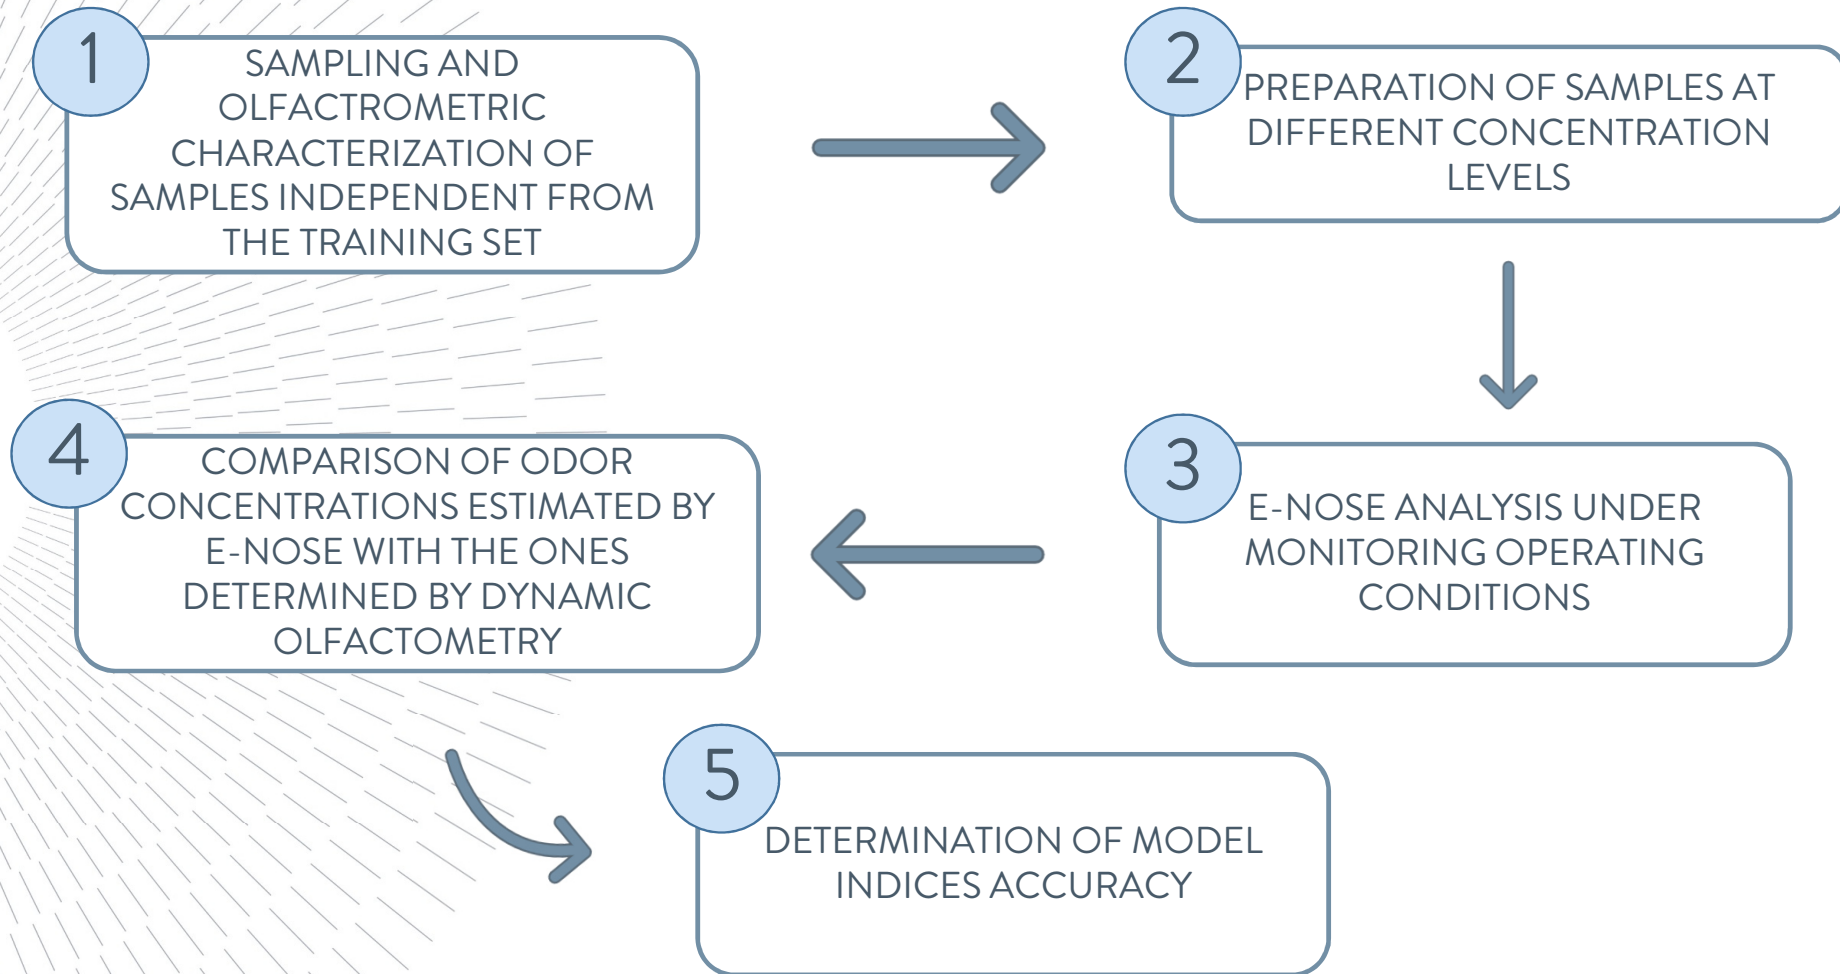 1
SAMPLING AND
OLFACTROMETRIC
CHARACTERIZATION OF
SAMPLES INDEPENDENT FROM
THE TRAINING SET
2
PREPARATION OF SAMPLES AT
DIFFERENT CONCENTRATION
LEVELS
3
E-NOSE ANALYSIS UNDER
MONITORING OPERATING
CONDITIONS
4
COMPARISON OF ODOR
CONCENTRATIONS ESTIMATED BY
E-NOSE WITH THE ONES
DETERMINED BY DYNAMIC
OLFACTOMETRY
5
DETERMINATION OF MODEL
INDICES ACCURACY